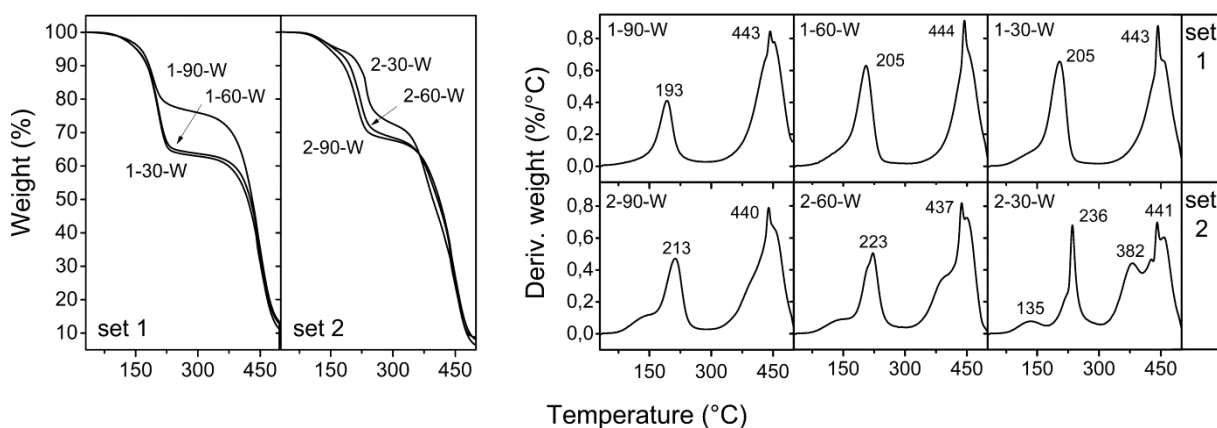 Weight (%)
100
90
80
70
60
50
40
30
20
10
1-90-W
1-60-W
1-30-W
set 1
2-30-W
2-60-W
2-90-W
set 2
150 300 450 150 300 450
Deriv. weight (%/°C)
0,8
0,6
0,4
0,2
0,0
1-90-W 443
193
1-60-W 444
205
1-30-W 443
205
set
1
0,8
0,6
0,4
0,2
0,0
2-90-W 440
213
2-60-W 437
223
2-30-W 236 441
382
135
set
2
150 300 450 150 300 450 150 300 450
Temperature (°C)